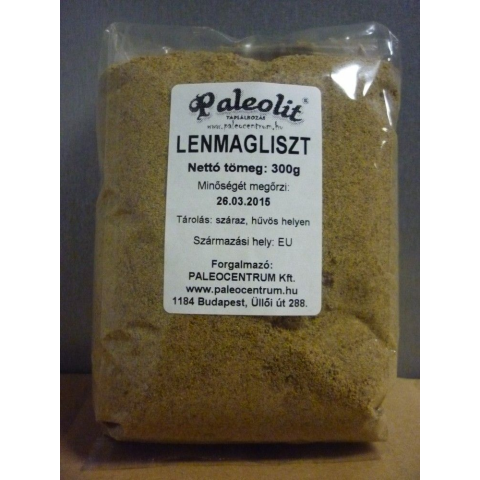 Paleolit®
TÁPLÁLKOZÁS
www.paleocentrum.hu
LENMAGLISZT
Nettó tömeg: 300g
Minőségét megőrzi:
26.03.2015
Tárolás: száraz, hűvös helyen
Származási hely: EU
Forgalmazó:
PALEOCENTRUM Kft.
www.paleocentrum.hu
1184 Budapest, Üllői út 288.